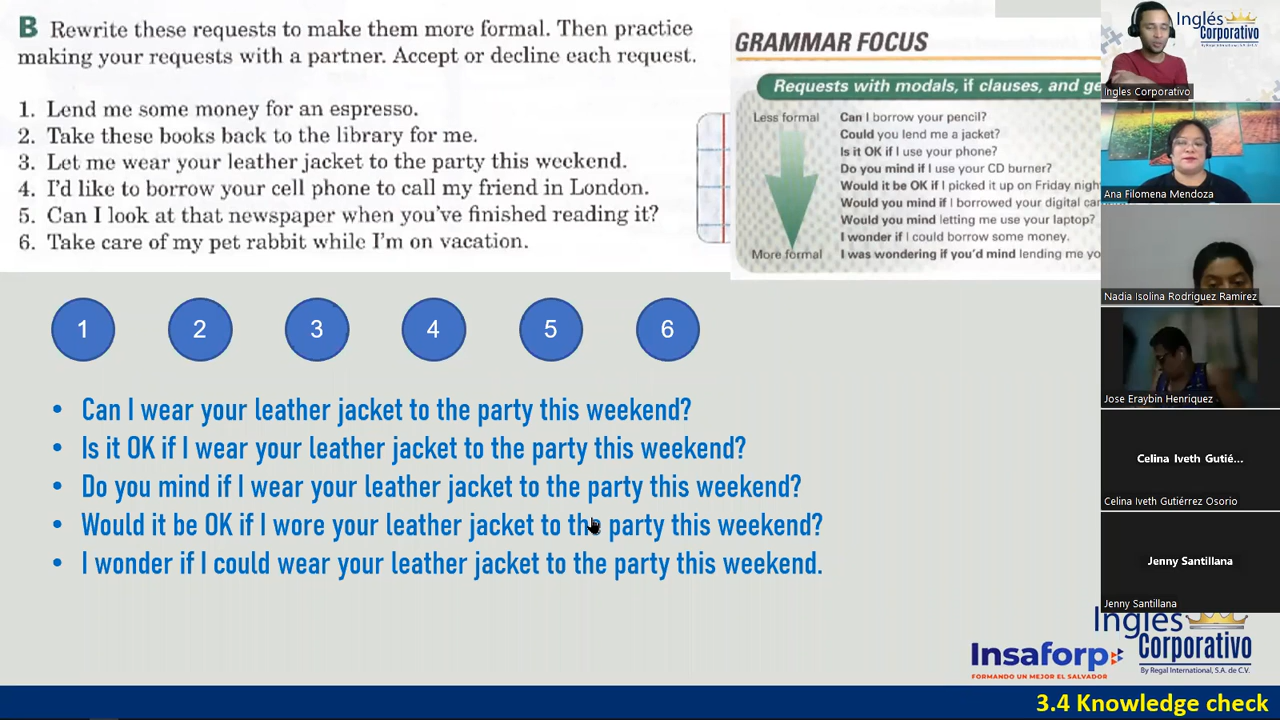 B Rewrite these requests to make them more formal. Then practice
making your requests with a partner. Accept or decline each request.
1. Lend me some money for an espresso.
2. Take these books back to the library for me.
3. Let me wear your leather jacket to the party this weekend.
4. I'd like to borrow your cell phone to call my friend in London.
5. Can I look at that newspaper when you've finished reading it?
6. Take care of my pet rabbit while I'm on vacation.
GRAMMAR FOCUS
Requests with modals, if clauses, and ge
Less formal
Can I borrow your pencil?
Could you lend me a jacket?
Is it OK if I use your phone?
Do you mind if I use your CD burner?
Would it be OK if I picked it up on Friday nigh
Would you mind if I borrowed your digital ca
Would you mind letting me use your laptop?
I wonder if I could borrow some money.
More formal
I was wondering if you'd mind lending me yo
1 2 3 4 5 6
• Can I wear your leather jacket to the party this weekend?
• Is it OK if I wear your leather jacket to the party this weekend?
• Do you mind if I wear your leather jacket to the party this weekend?
• Would it be OK if I wore your leather jacket to the party this weekend?
• I wonder if I could wear your leather jacket to the party this weekend.
Inglés
Corporativo
By Regal International, S.A. de C.V.
Ingles Corporativo
Ana Filomena Mendoza
Nadia Isolina Rodríguez Ramirez
Jose Eraybin Henriquez
Celina Iveth Gutié...
Celina Iveth Gutiérrez Osorio
Jenny Santillana
Jenny Santillana
Inglés
Corporativo
By Regal International, S.A. de C.V.
Insaforp
FORMANDO UN MEJOR EL SALVADOR
3.4 Knowledge check